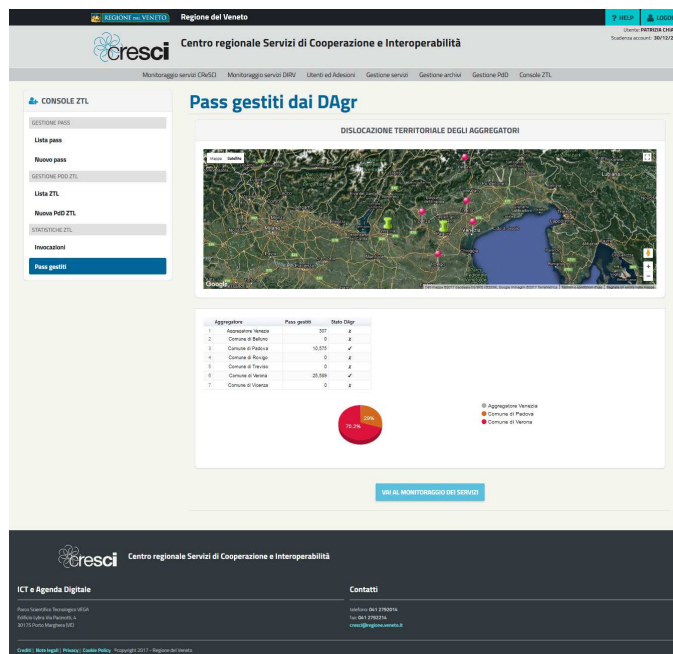 REGIONE DEL VENETO
Regione del Veneto
? HELP
LOGO
Utente: PATRIZIA CHIA
Scadenza account: 30/12/2
cresci
Centro regionale Servizi di Cooperazione e Interoperabilità
Monitoraggio servizi CReSCI Monitoraggio servizi DIRV Utenti ed Adesioni Gestione servizi Gestione archivi Gestione PdD Console ZTL
CONSOLE ZTL
GESTIONE PASS
Lista pass
Nuovo pass
GESTIONE PDD ZTL
Lista ZTL
Nuova PdD ZTL
STATISTICHE ZTL
Invocazioni
Pass gestiti
Pass gestiti dai DAgr
DISLOCAZIONE TERRITORIALE DEGLI AGGREGATORI
Mappa Satellite
Lubiana
Milano
Venezia
Google
Aggregatore Pass gestiti Stato DAgr
1 Aggregatore Venezia 307 x
2 Comune di Belluno 0 x
3 Comune di Padova 10,575 ✓
4 Comune di Rovigo 0 x
5 Comune di Treviso 0 x
6 Comune di Verona 25,589 ✓
7 Comune di Vicenza 0 x
29%
70.2%
Aggregatore Venezia
Comune di Padova
Comune di Verona
VAI AL MONITORAGGIO DEI SERVIZI
cresci
Centro regionale Servizi di Cooperazione e Interoperabilità
ICT e Agenda Digitale
Parco Scientifico Tecnologico VEGA
Edificio Lybra Via Pacinotti, 4
30175 Porto Marghera (VE)
Contatti
telefono 041 2792014
fax 041 2792214
cresci@regione.veneto.it
Crediti | Note legali | Privacy | Cookie Policy ©opyright 2017 - Regione del Veneto